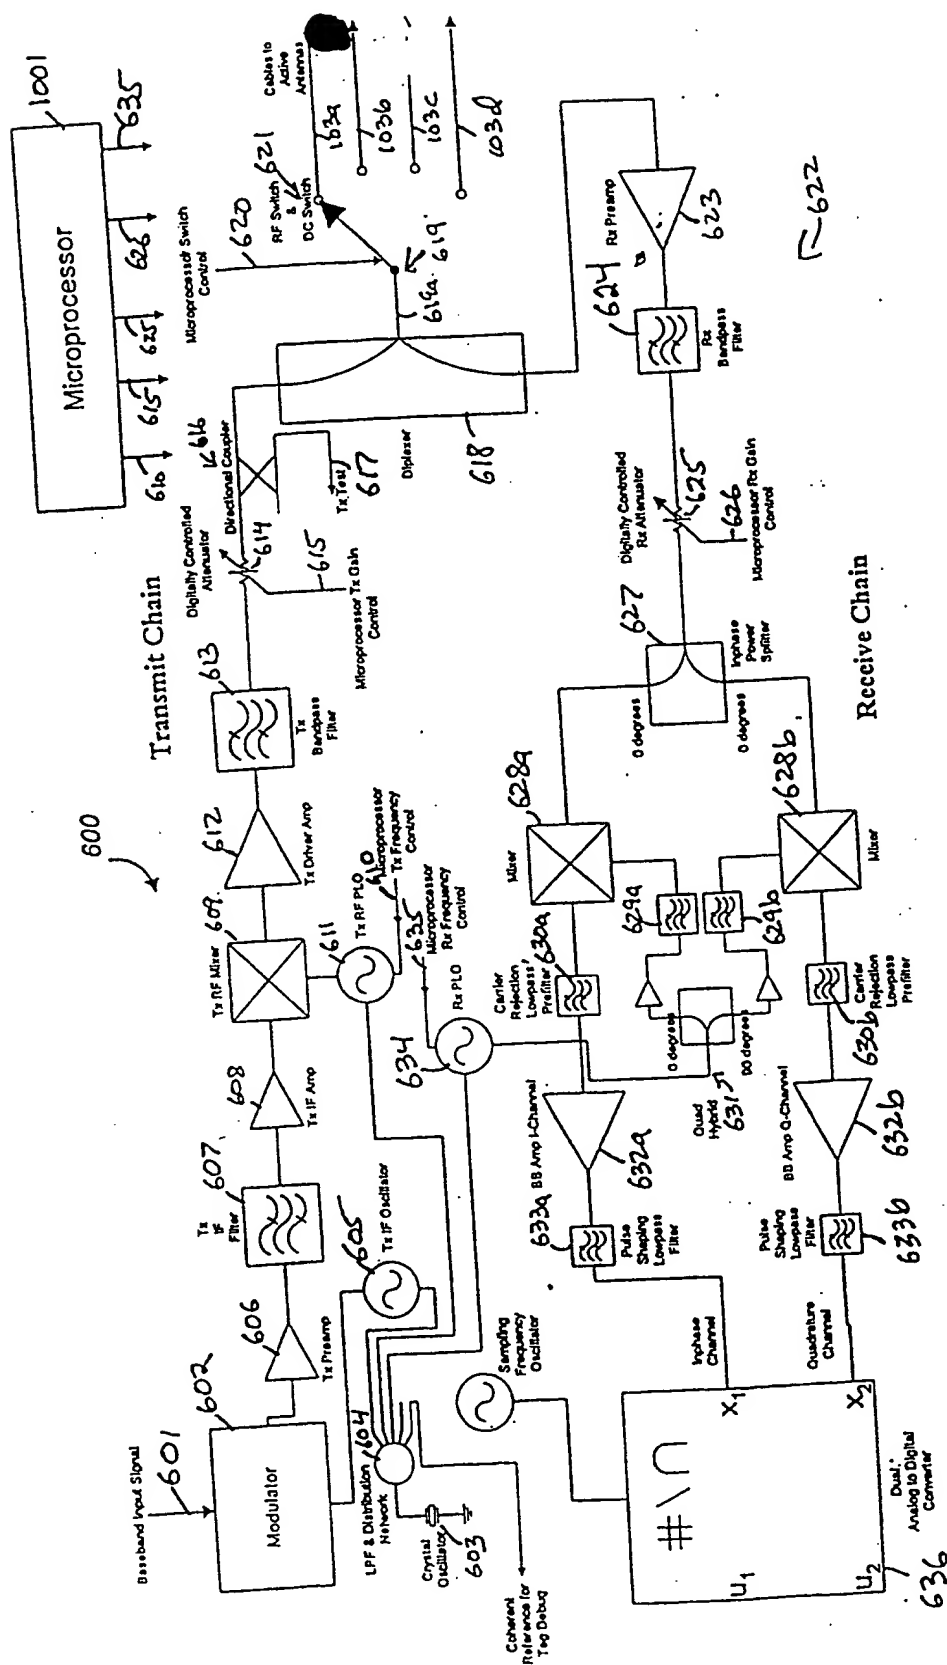 600
Transmit Chain
Microprocessor
1001
610
615
625
626
635
Baseband Input Signal
601
602
Modulator
606
Tx Preamp
607
Tx
IF
Filter
608
Tx IF Amp
609
Tx RF Mixer
612
Tx Driver Amp
613
Tx
Bandpass
Filter
Digitally Controlled
Attenuator
614
615
Microprocessor Tx Gain
Control
616
Directional Coupler
Tx Test
617
Diplexer
618
619a
619
Microprocessor Switch
Control
620
RF Switch
&
DC Switch
621
Cables to
Active
Antennas
103a
103b
103c
103d
LPF & Distribution
Network
604
Crystal
Oscillator
603
Coherent
Reference for
Tag Debug
605
Tx IF Oscillator
611
Tx RF PLO
610
Microprocessor
Tx Frequency
Control
635
Microprocessor
Rx Frequency
Control
634
Rx PLO
Sampling
Frequency
Oscillator
622
623
Rx Preamp
624
Rx
Bandpass
Filter
Digitally Controlled
Rx Attenuator
625
626
Microprocessor Rx Gain
Control
627
Inphase
Power
Splitter
0 degrees
0 degrees
Receive Chain
628a
Mixer
628b
Mixer
629a
629b
Carrier
Rejection
Lowpass
Prefilter
630a
630b
Carrier
Rejection
Lowpass
Prefilter
0 degrees
90 degrees
Quad
Hybrid
631
BB Amp I-Channel
632a
BB Amp Q-Channel
632b
633a
Pulse
Shaping
Lowpass
Filter
Pulse
Shaping
Lowpass
Filter
633b
Inphase
Channel
Quadrature
Channel
X1
X2
U1
U2
# \ ∩
Dual
Analog to Digital
Converter
636